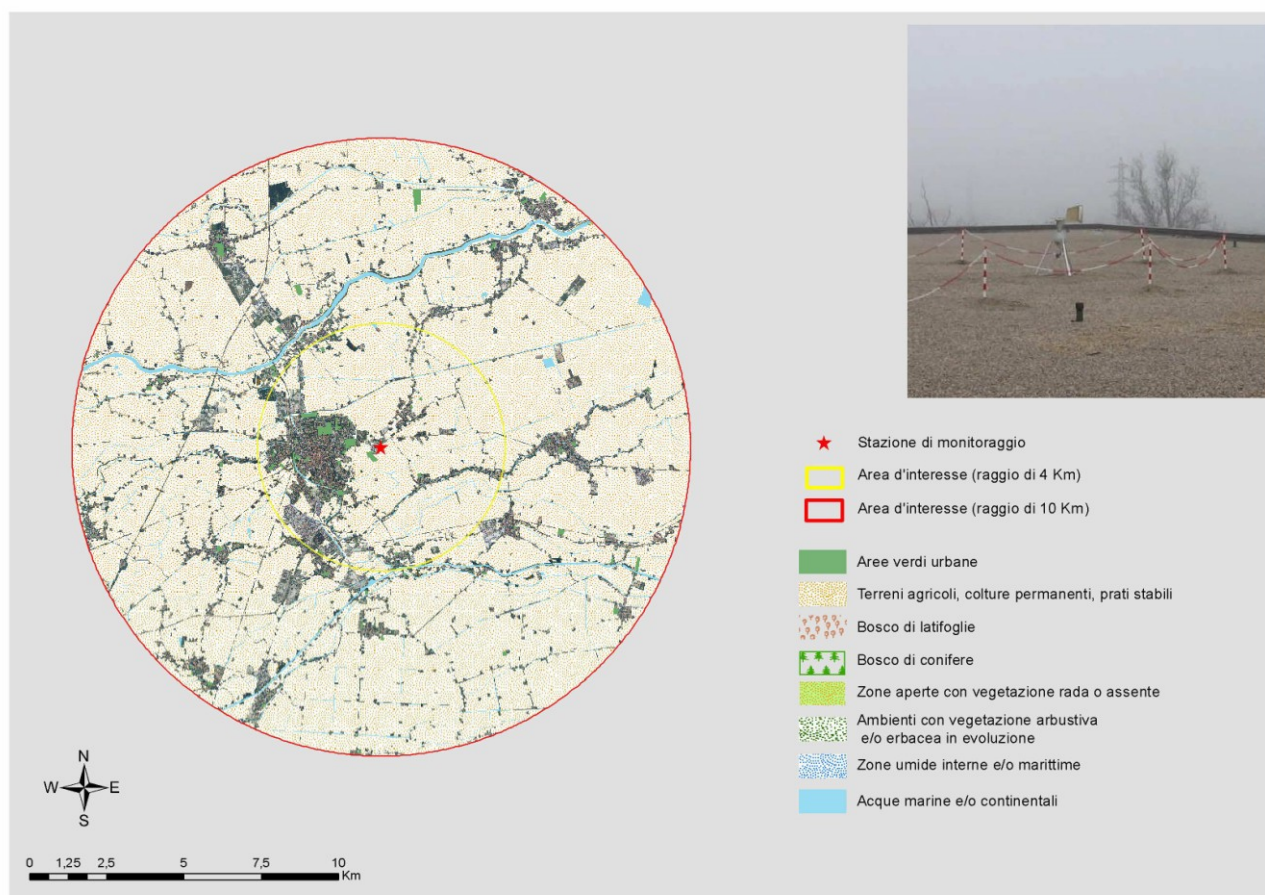 Stazione di monitoraggio
Area d'interesse (raggio di 4 Km)
Area d'interesse (raggio di 10 Km)
Aree verdi urbane
Terreni agricoli, colture permanenti, prati stabili
Bosco di latifoglie
Bosco di conifere
Zone aperte con vegetazione rada o assente
Ambienti con vegetazione arbustiva
e/o erbacea in evoluzione
Zone umide interne e/o marittime
Acque marine e/o continentali
N
W E
S
0 1,25 2,5 5 7,5 10
Km